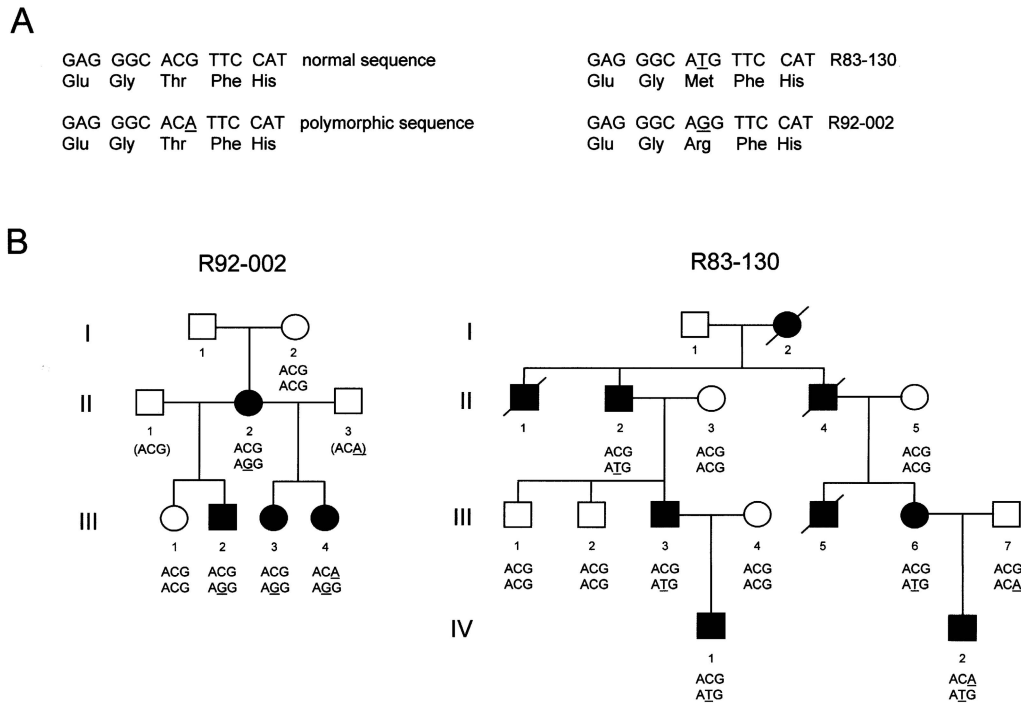 A
GAG GGC ACG TTC CAT normal sequence
Glu Gly Thr Phe His
GAG GGC ATG TTC CAT R83-130
Glu Gly Met Phe His
GAG GGC ACA TTC CAT polymorphic sequence
Glu Gly Thr Phe His
GAG GGC AGG TTC CAT R92-002
Glu Gly Arg Phe His
B
R92-002
I
1 2
ACG
ACG
II
1 2 3
(ACG) ACG (ACA)
AGG
III
1 2 3 4
ACG ACG ACG ACA
ACG AGG AGG AGG
R83-130
I
1 2
II
1 2 3 4 5
ACG ACG ACG
ATG ACG ACG
III
1 2 3 4 5 6 7
ACG ACG ACG ACG ACG ACG
ACG ACG ATG ACG ATG ACA
IV
1 2
ACG ACA
ATG ATG